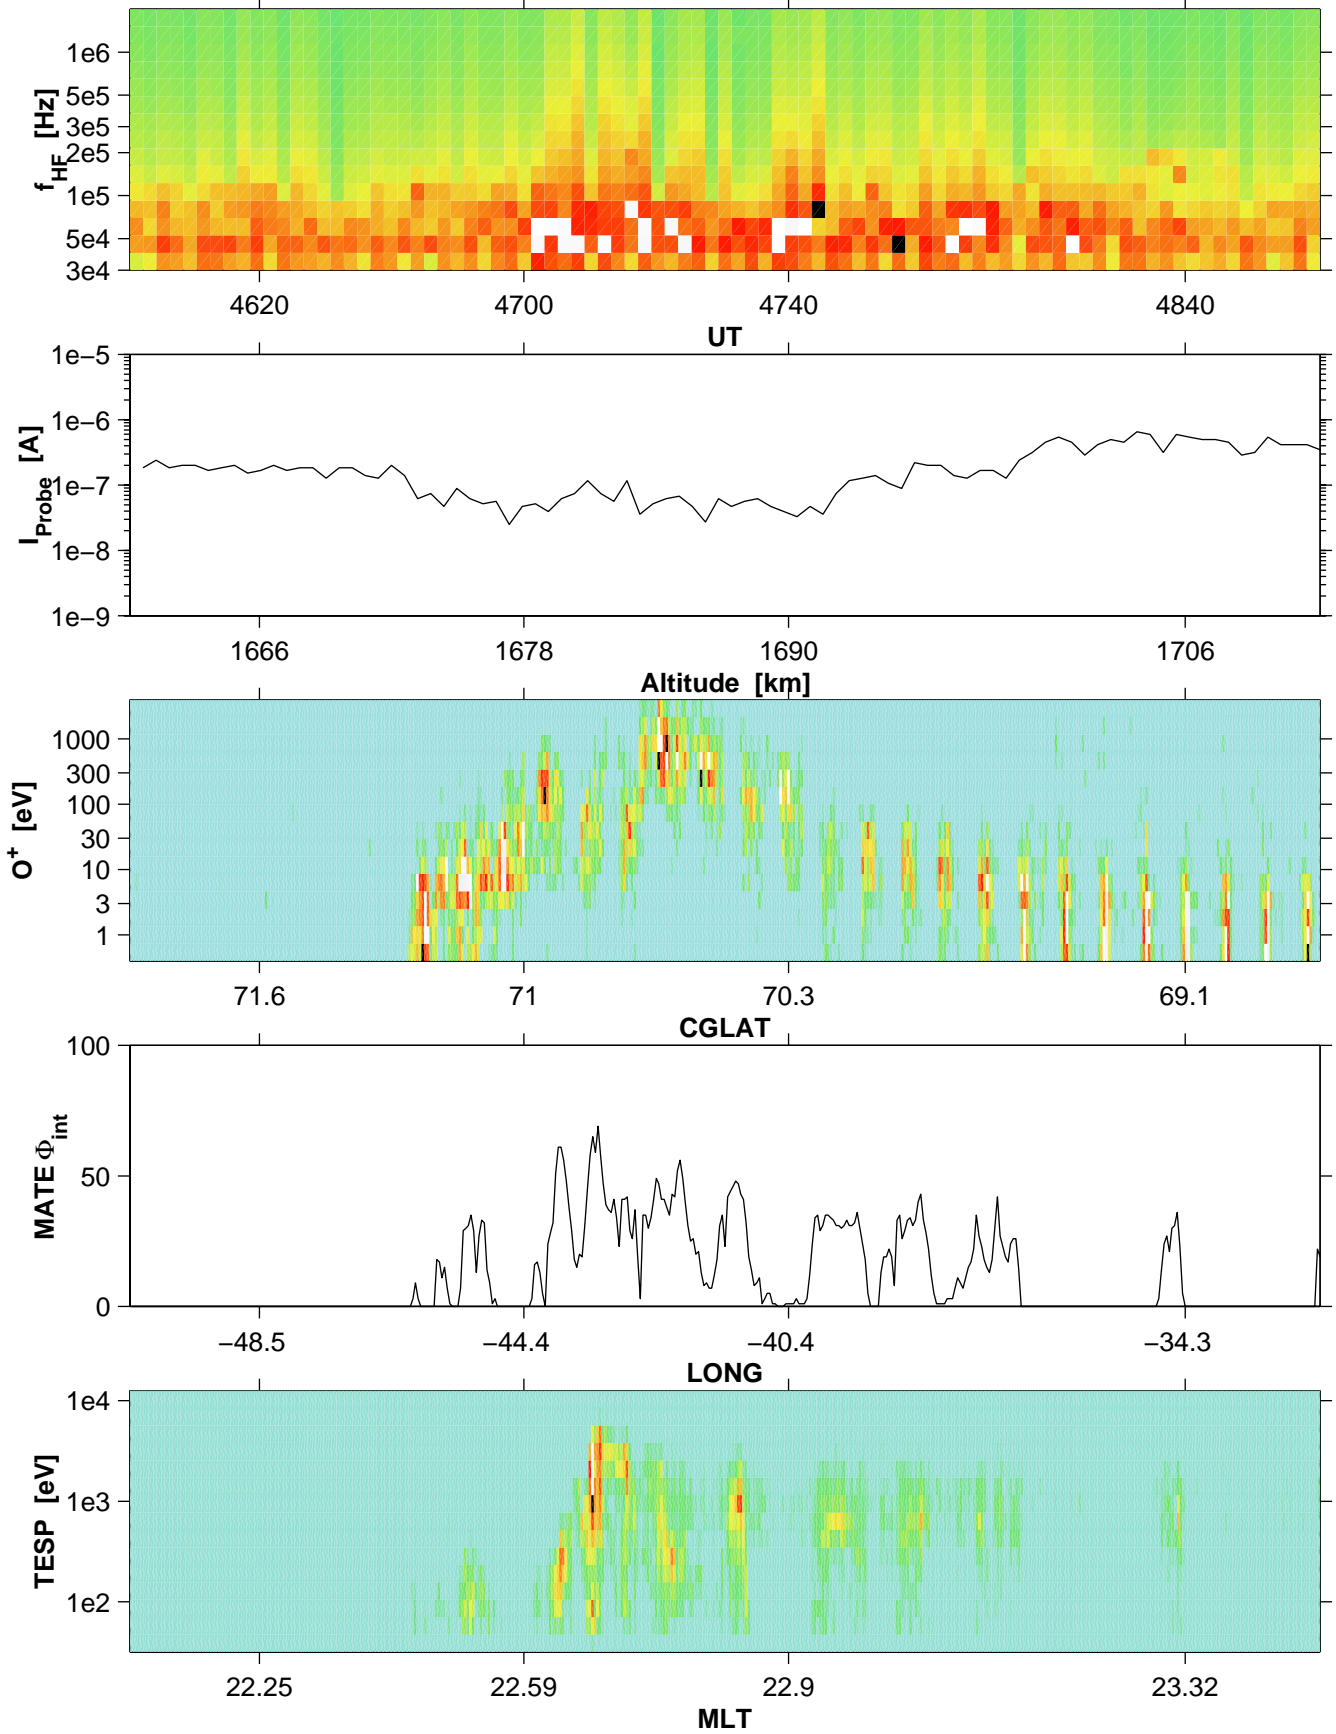 1e6
5e5
3e5
2e5
1e5
5e4
3e4
f_HF [Hz]
4620 4700 4740 4840
UT
1e−5
1e−6
1e−7
1e−8
1e−9
I_Probe [A]
1666 1678 1690 1706
Altitude [km]
1000
300
100
30
10
3
1
O⁺ [eV]
71.6 71 70.3 69.1
CGLAT
100
50
0
MATE Φ_int
−48.5 −44.4 −40.4 −34.3
LONG
1e4
1e3
1e2
TESP [eV]
22.25 22.59 22.9 23.32
MLT